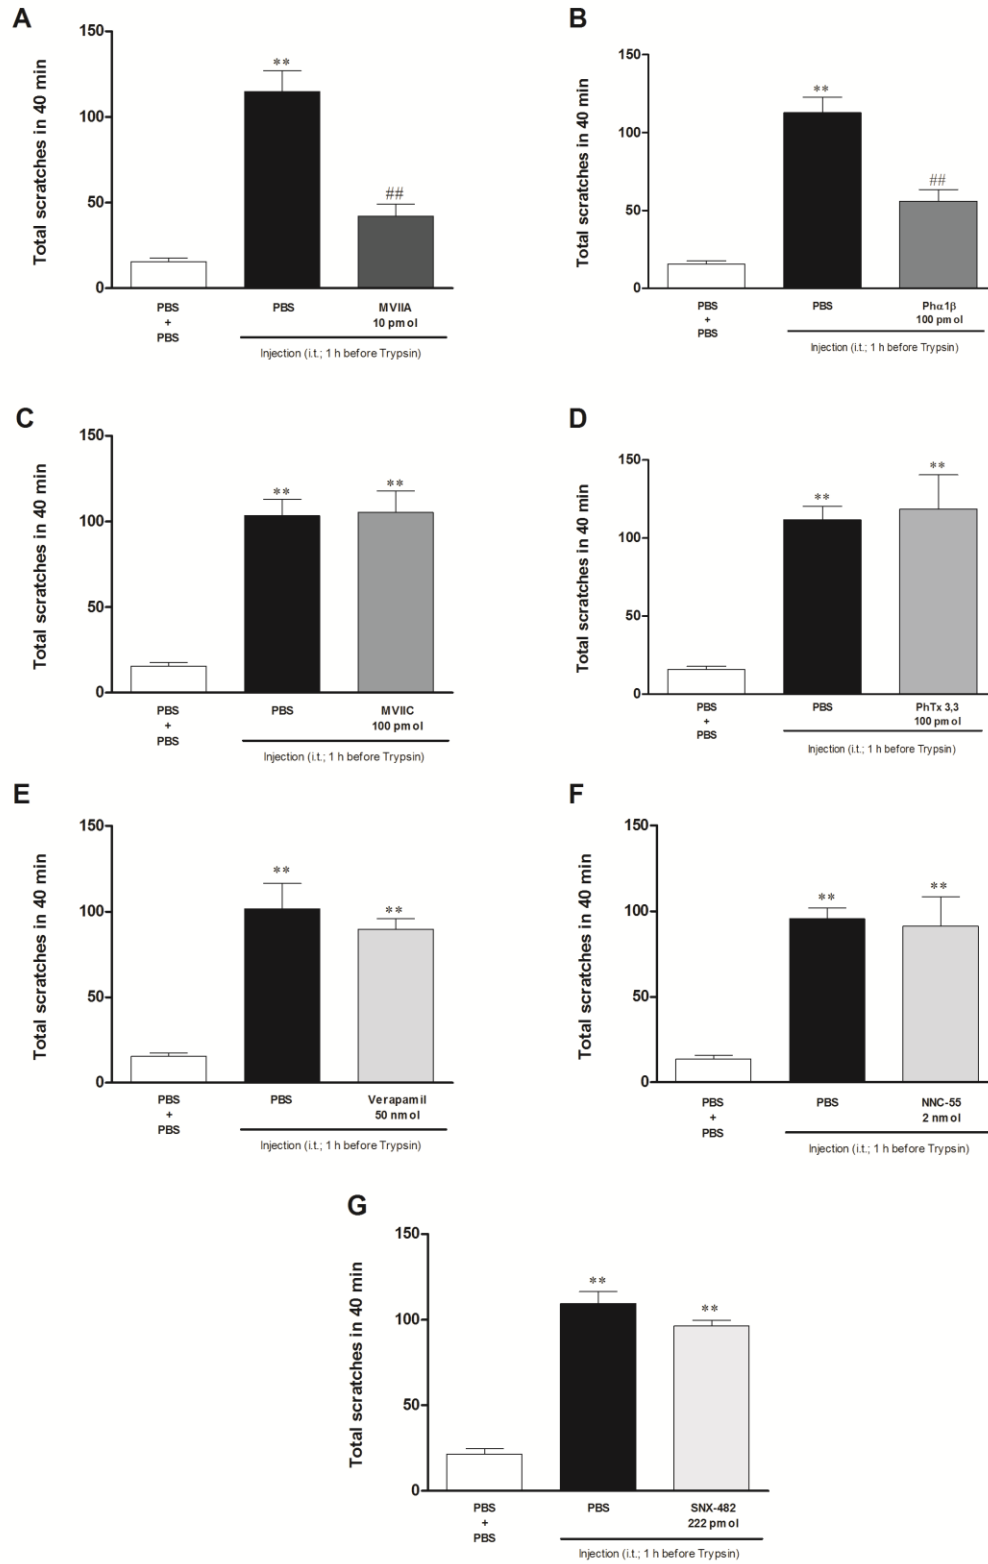 A
Total scratches in 40 min
150
100
50
0
**
##
PBS
+
PBS
PBS
MVIIA
10 pmol
Injection (i.t.; 1 h before Trypsin)
B
Total scratches in 40 min
150
100
50
0
**
##
PBS
+
PBS
PBS
Phα1β
100 pmol
Injection (i.t.; 1 h before Trypsin)
C
Total scratches in 40 min
150
100
50
0
**
**
PBS
+
PBS
PBS
MVIIC
100 pmol
Injection (i.t.; 1 h before Trypsin)
D
Total scratches in 40 min
150
100
50
0
**
**
PBS
+
PBS
PBS
PhTx 3,3
100 pmol
Injection (i.t.; 1 h before Trypsin)
E
Total scratches in 40 min
150
100
50
0
**
**
PBS
+
PBS
PBS
Verapamil
50 nmol
Injection (i.t.; 1 h before Trypsin)
F
Total scratches in 40 min
150
100
50
0
**
**
PBS
+
PBS
PBS
NNC-55
2 nmol
Injection (i.t.; 1 h before Trypsin)
G
Total scratches in 40 min
150
100
50
0
**
**
PBS
+
PBS
PBS
SNX-482
222 pmol
Injection (i.t.; 1 h before Trypsin)